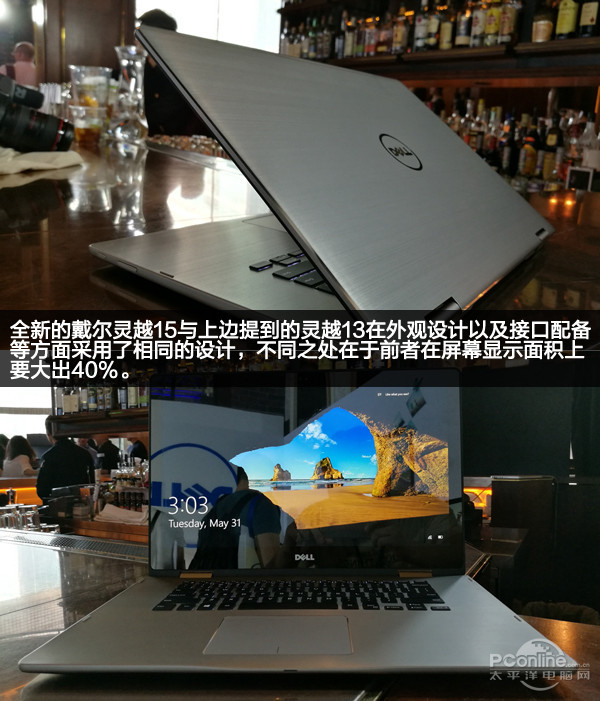 DELL
全新的戴尔灵越15与上边提到的灵越13在外观设计以及接口配备
等方面采用了相同的设计，不同之处在于前者在屏幕显示面积上
要大出40%。
3:03
Tuesday, May 31
DELL
PConline.com.cn
太平洋电脑网